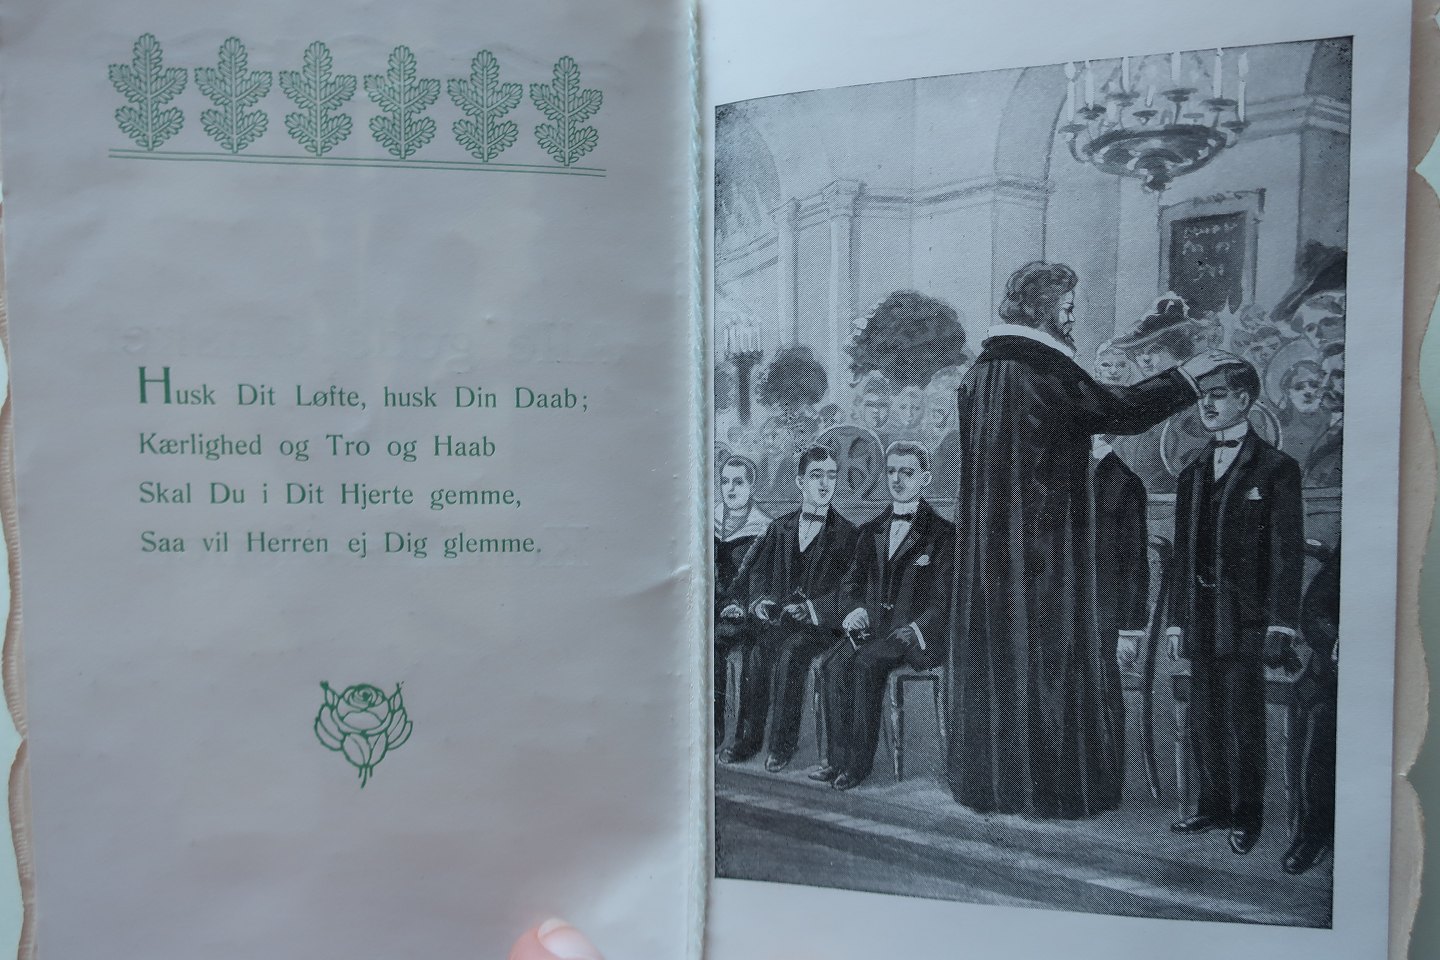 Husk Dit Løfte, husk Din Daab;
Kærlighed og Tro og Haab
Skal Du i Dit Hjerte gemme,
Saa vil Herren ej Dig glemme.